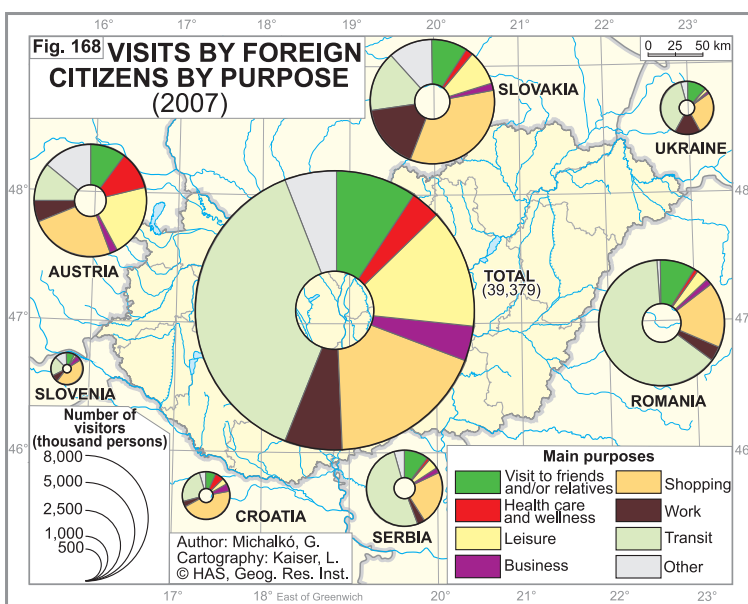 16°
17°
18°
19°
20°
21°
22°
23°
Fig. 168
VISITS BY FOREIGN
CITIZENS BY PURPOSE
(2007)
0 25 50 km
SLOVAKIA
UKRAINE
48°
48°
AUSTRIA
TOTAL
(39,379)
47°
47°
ROMANIA
SLOVENIA
Number of
visitors
(thousand persons)
8,000
5,000
2,500
1,000
500
46°
46°
CROATIA
SERBIA
Author: Michalkó, G.
Cartography: Kaiser, L.
© HAS, Geog. Res. Inst.
Main purposes
Visit to friends
and/or relatives
Health care
and wellness
Leisure
Business
Shopping
Work
Transit
Other
17°
18° East of Greenwich
19°
20°
21°
22°
23°